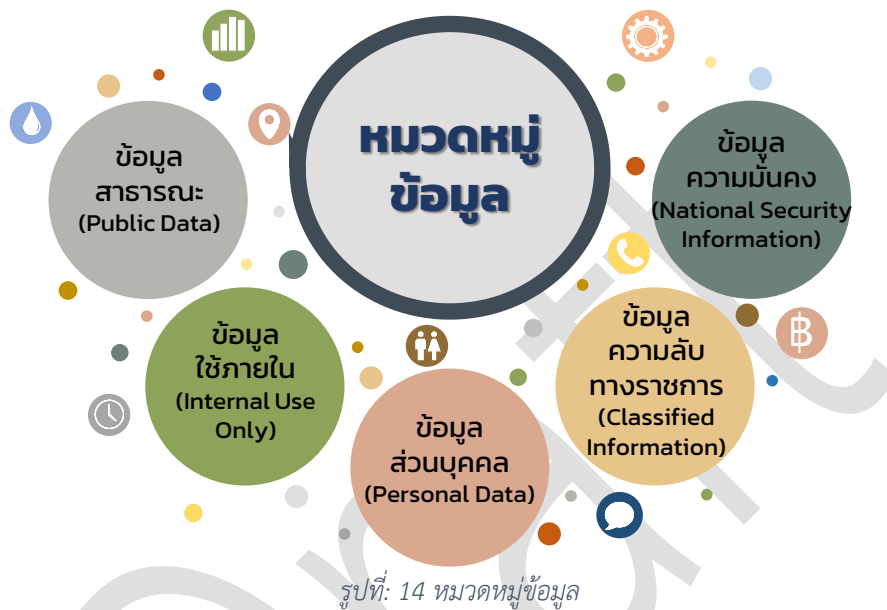 หมวดหมู่
ข้อมูล
ข้อมูล
สาธารณะ
(Public Data)
ข้อมูล
ใช้ภายใน
(Internal Use
Only)
ข้อมูล
ส่วนบุคคล
(Personal Data)
ข้อมูล
ความลับ
ทางราชการ
(Classified
Information)
ข้อมูล
ความมั่นคง
(National Security
Information)
฿
รูปที่: 14 หมวดหมู่ข้อมูล